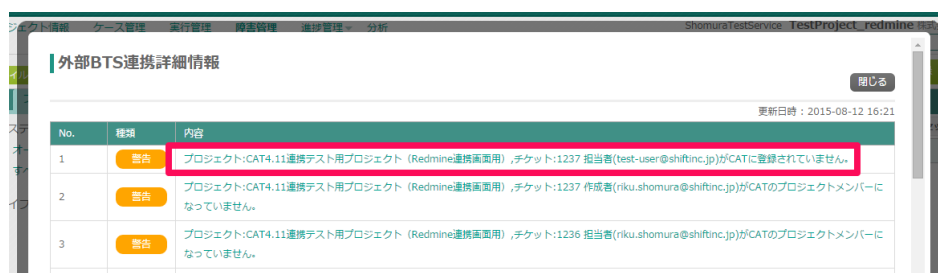 ジェクト情報 ケース管理 実行管理 障害管理 進捗管理 分析 ShomuraTestService TestProject_redmine 株式
外部BTS連携詳細情報
閉じる
更新日時:2015-08-12 16:21
No. 種類 内容
1 警告 プロジェクト:CAT4.11連携テスト用プロジェクト(Redmine連携画面用),チケット:1237 担当者(test-user@shiftinc.jp)がCATに登録されていません。
2 警告 プロジェクト:CAT4.11連携テスト用プロジェクト(Redmine連携画面用),チケット:1237 作成者(riku.shomura@shiftinc.jp)がCATのプロジェクトメンバーに
なっていません。
3 警告 プロジェクト:CAT4.11連携テスト用プロジェクト(Redmine連携画面用),チケット:1236 担当者(riku.shomura@shiftinc.jp)がCATのプロジェクトメンバーに
なっていません。